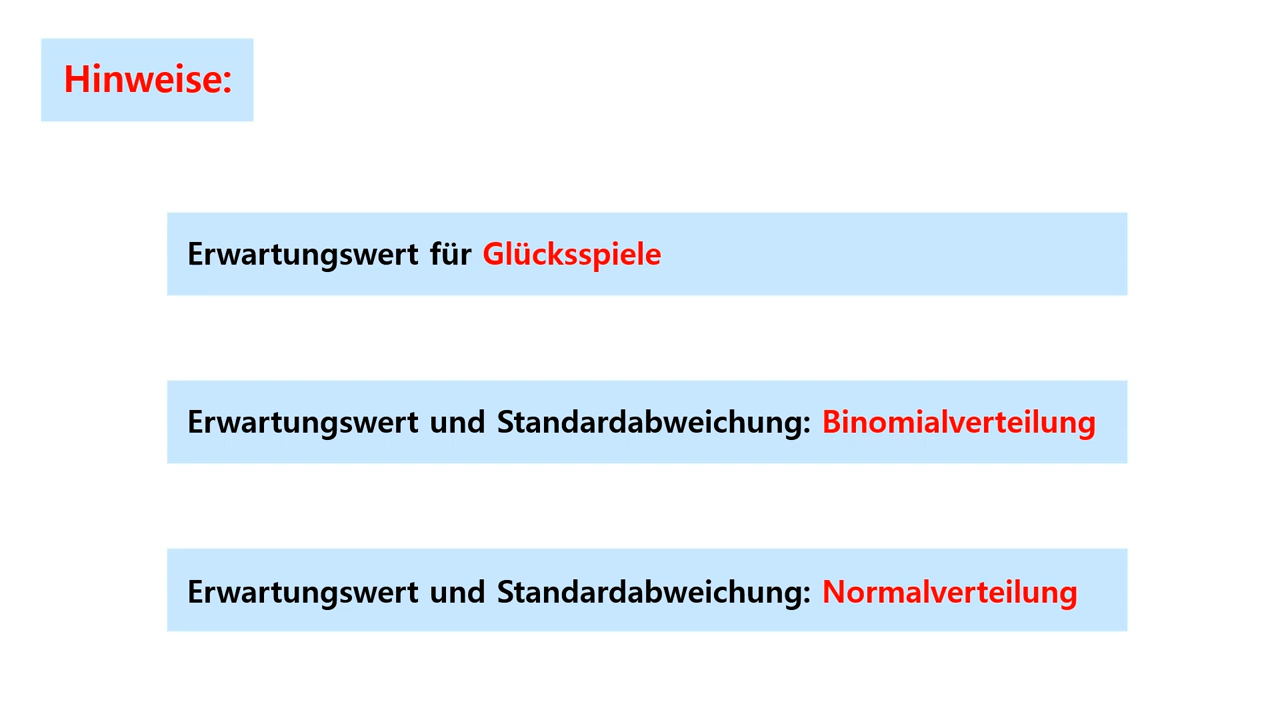 Hinweise:
Erwartungswert für Glücksspiele
Erwartungswert und Standardabweichung: Binomialverteilung
Erwartungswert und Standardabweichung: Normalverteilung